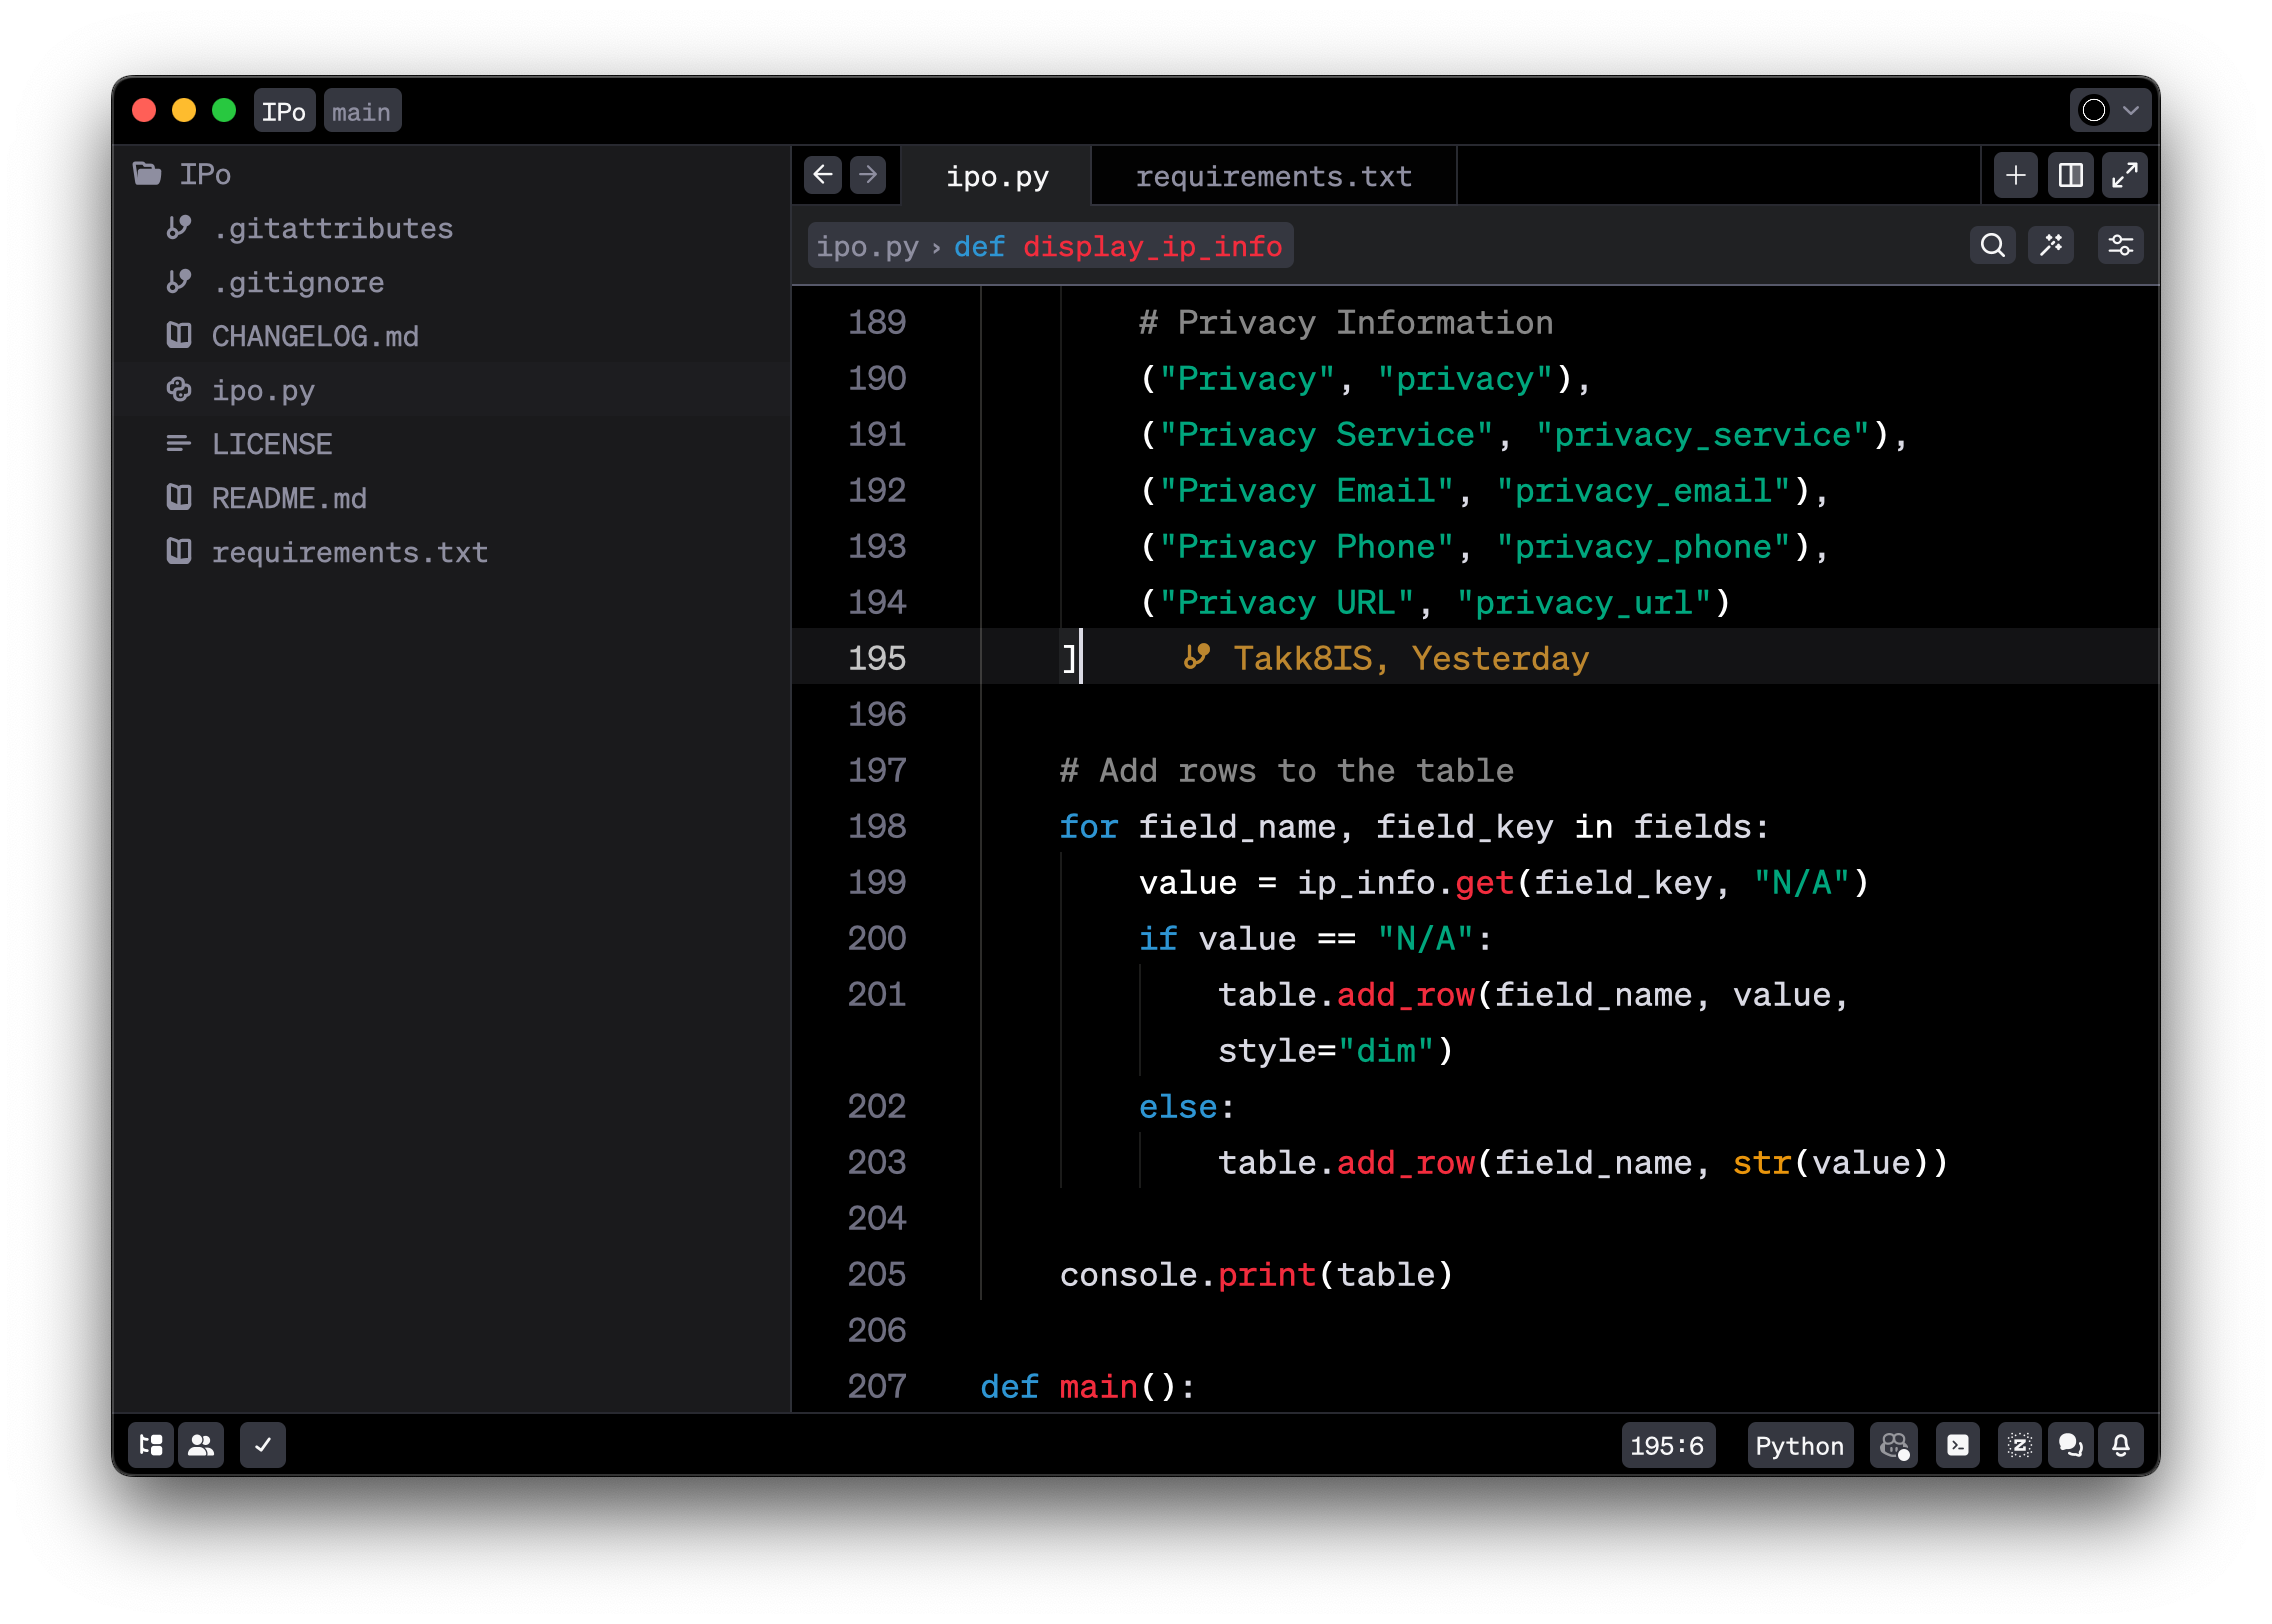 IPo main
IPo
.gitattributes
.gitignore
CHANGELOG.md
ipo.py
LICENSE
README.md
requirements.txt
ipo.py requirements.txt
ipo.py › def display_ip_info
189 # Privacy Information
190 ("Privacy", "privacy"),
191 ("Privacy Service", "privacy_service"),
192 ("Privacy Email", "privacy_email"),
193 ("Privacy Phone", "privacy_phone"),
194 ("Privacy URL", "privacy_url")
195 ] Takk8IS, Yesterday
196
197 # Add rows to the table
198 for field_name, field_key in fields:
199 value = ip_info.get(field_key, "N/A")
200 if value == "N/A":
201 table.add_row(field_name, value,
style="dim")
202 else:
203 table.add_row(field_name, str(value))
204
205 console.print(table)
206
207 def main():
195:6 Python